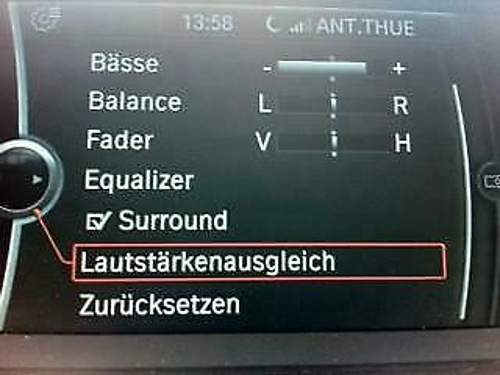 13:58 ANT.THUE
Bässe - +
Balance L R
Fader V H
Equalizer
Surround
Lautstärkenausgleich
Zurücksetzen